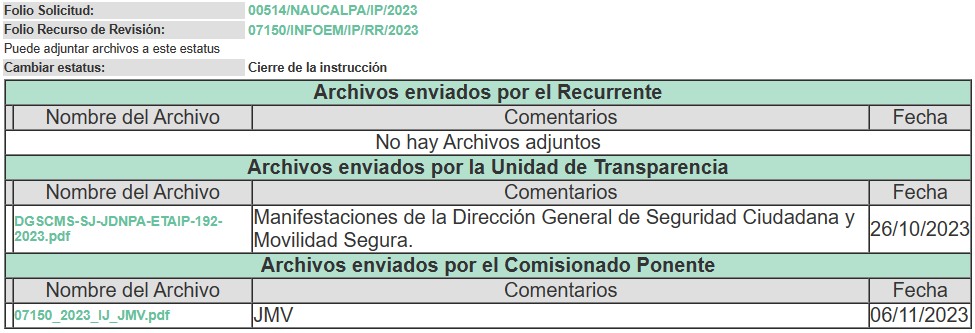 Folio Solicitud: 00514/NAUCALPA/IP/2023
Folio Recurso de Revisión: 07150/INFOEM/IP/RR/2023
Puede adjuntar archivos a este estatus
Cambiar estatus: Cierre de la instrucción
Archivos enviados por el Recurrente
Nombre del Archivo Comentarios Fecha
No hay Archivos adjuntos
Archivos enviados por la Unidad de Transparencia
Nombre del Archivo Comentarios Fecha
DGSCMS-SJ-JDNPA-ETAIP-192-
2023.pdf
Manifestaciones de la Dirección General de Seguridad Ciudadana y
Movilidad Segura.
26/10/2023
Archivos enviados por el Comisionado Ponente
Nombre del Archivo Comentarios Fecha
07150_2023_IJ_JMV.pdf JMV 06/11/2023